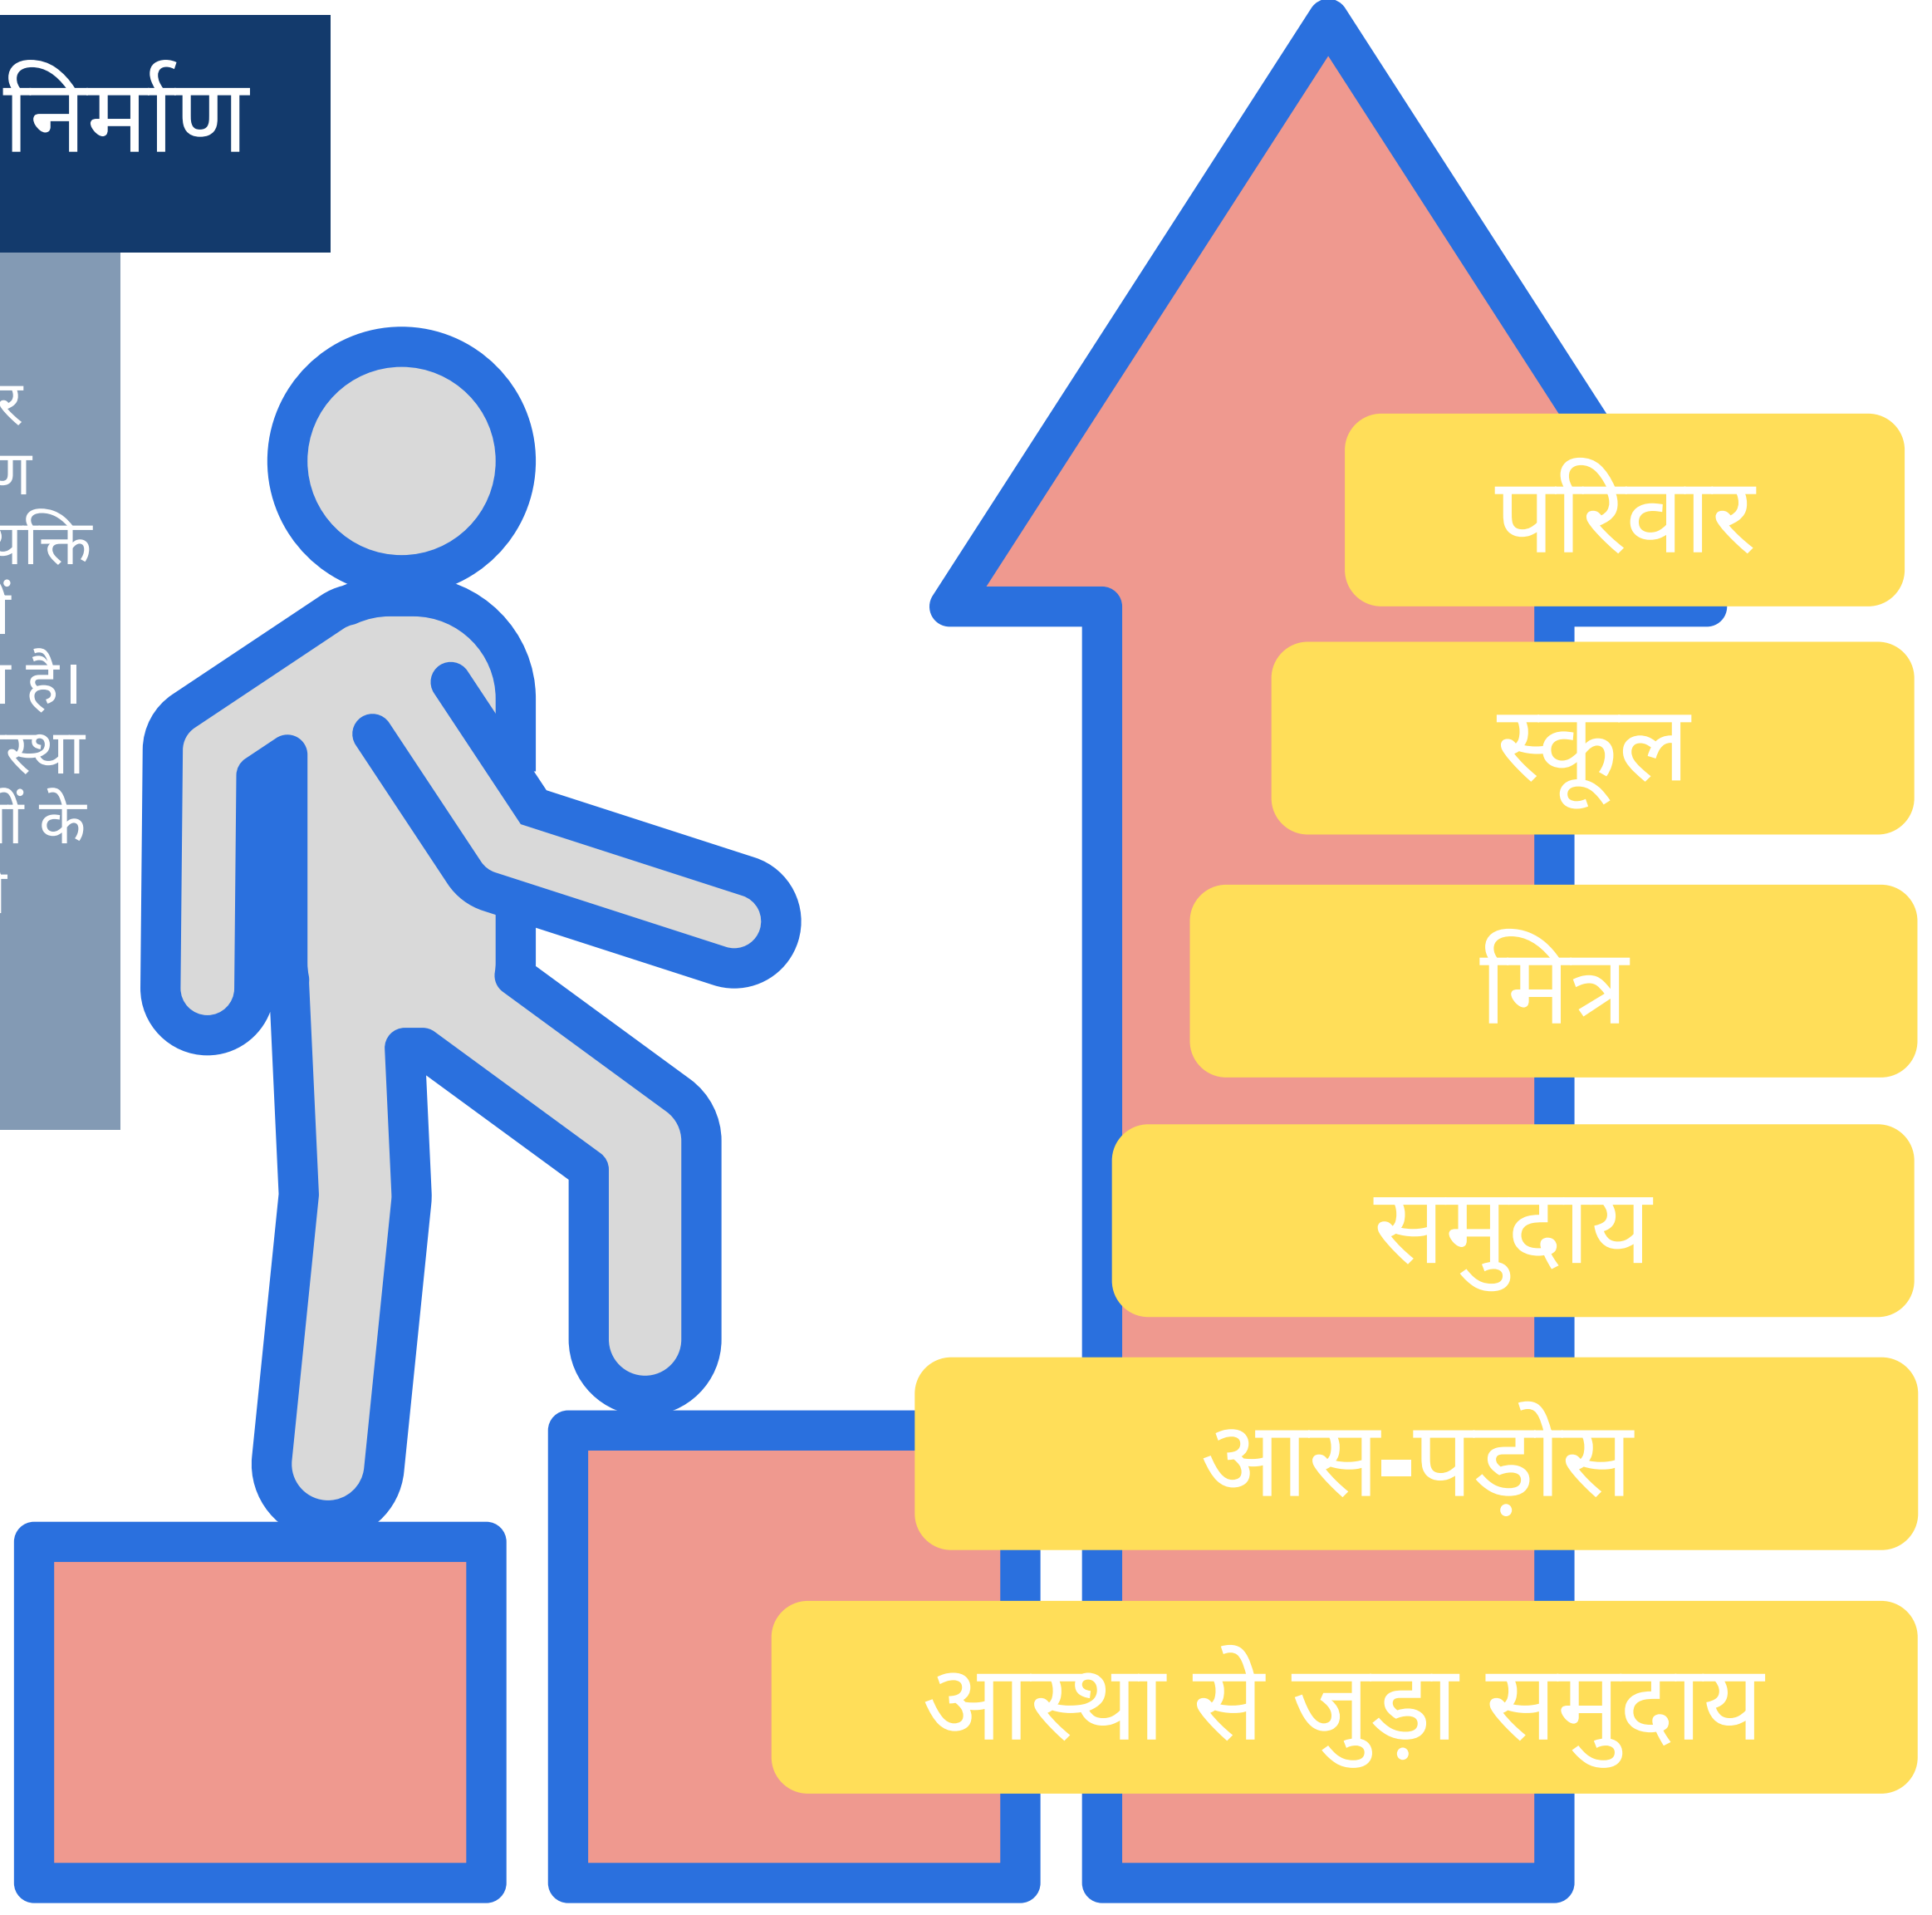 निर्माण
है।
के
परिवार
स्कूल
मित्र
समुदाय
आस-पड़ोस
आस्था से जुड़ा समुदाय